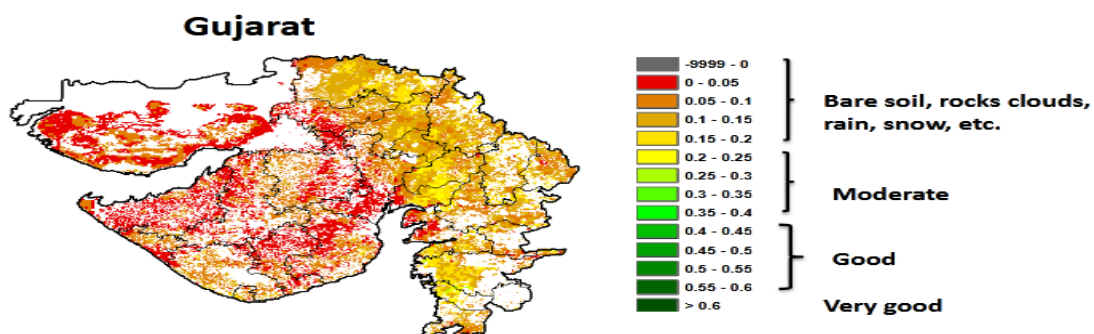 Gujarat
-9999 - 0
0 - 0.05
0.05 - 0.1
0.1 - 0.15
0.15 - 0.2
0.2 - 0.25
0.25 - 0.3
0.3 - 0.35
0.35 - 0.4
0.4 - 0.45
0.45 - 0.5
0.5 - 0.55
0.55 - 0.6
> 0.6
Bare soil, rocks clouds,
rain, snow, etc.
Moderate
Good
Very good